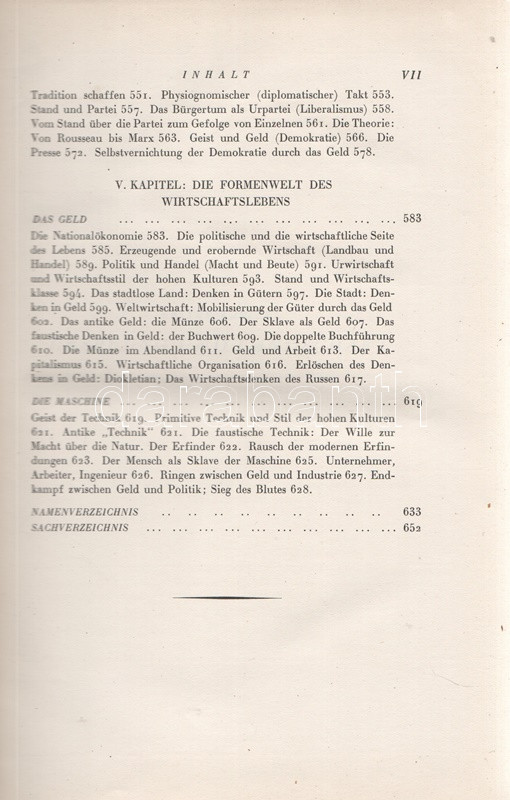 INHALT VII
Tradition schaffen 551. Physiognomischer (diplomatischer) Takt 553.
Stand und Partei 557. Das Bürgertum als Urpartei (Liberalismus) 558.
Vom Stand über die Partei zum Gefolge von Einzelnen 561. Die Theorie:
Von Rousseau bis Marx 563. Geist und Geld (Demokratie) 566. Die
Presse 572. Selbstvernichtung der Demokratie durch das Geld 578.
V. KAPITEL: DIE FORMENWELT DES
WIRTSCHAFTSLEBENS
DAS GELD ... ... ... ... ... ... ... ... ... ... ... 583
Die Nationalökonomie 583. Die politische und die wirtschaftliche Seite
des Lebens 585. Erzeugende und erobernde Wirtschaft (Landbau und
Handel) 589. Politik und Handel (Macht und Beute) 591. Urwirtschaft
und Wirtschaftsstil der hohen Kulturen 593. Stand und Wirtschafts-
klasse 594. Das stadtlose Land: Denken in Gütern 597. Die Stadt: Den-
ken in Geld 599. Weltwirtschaft: Mobilisierung der Güter durch das Geld
602. Das antike Geld: die Münze 606. Der Sklave als Geld 607. Das
faustische Denken in Geld: der Buchwert 609. Die doppelte Buchführung
610. Die Münze im Abendland 611. Geld und Arbeit 613. Der Ka-
pitalismus 615. Wirtschaftliche Organisation 616. Erlöschen des Den-
kens in Geld: Diokletian; Das Wirtschaftsdenken des Russen 617.
DIE MASCHINE ... ... ... ... ... ... ... ... ... ... 619
Geist der Technik 619. Primitive Technik und Stil der hohen Kulturen
621. Antike „Technik“ 621. Die faustische Technik: Der Wille zur
Macht über die Natur. Der Erfinder 622. Rausch der modernen Erfin-
dungen 623. Der Mensch als Sklave der Maschine 625. Unternehmer,
Arbeiter, Ingenieur 626. Ringen zwischen Geld und Industrie 627. End-
kampf zwischen Geld und Politik; Sieg des Blutes 628.
NAMENVERZEICHNIS .. .. .. .. .. .. .. .. .. 633
SACHVERZEICHNIS ... ... ... ... ... ... ... ... ... ... 652
darabanth